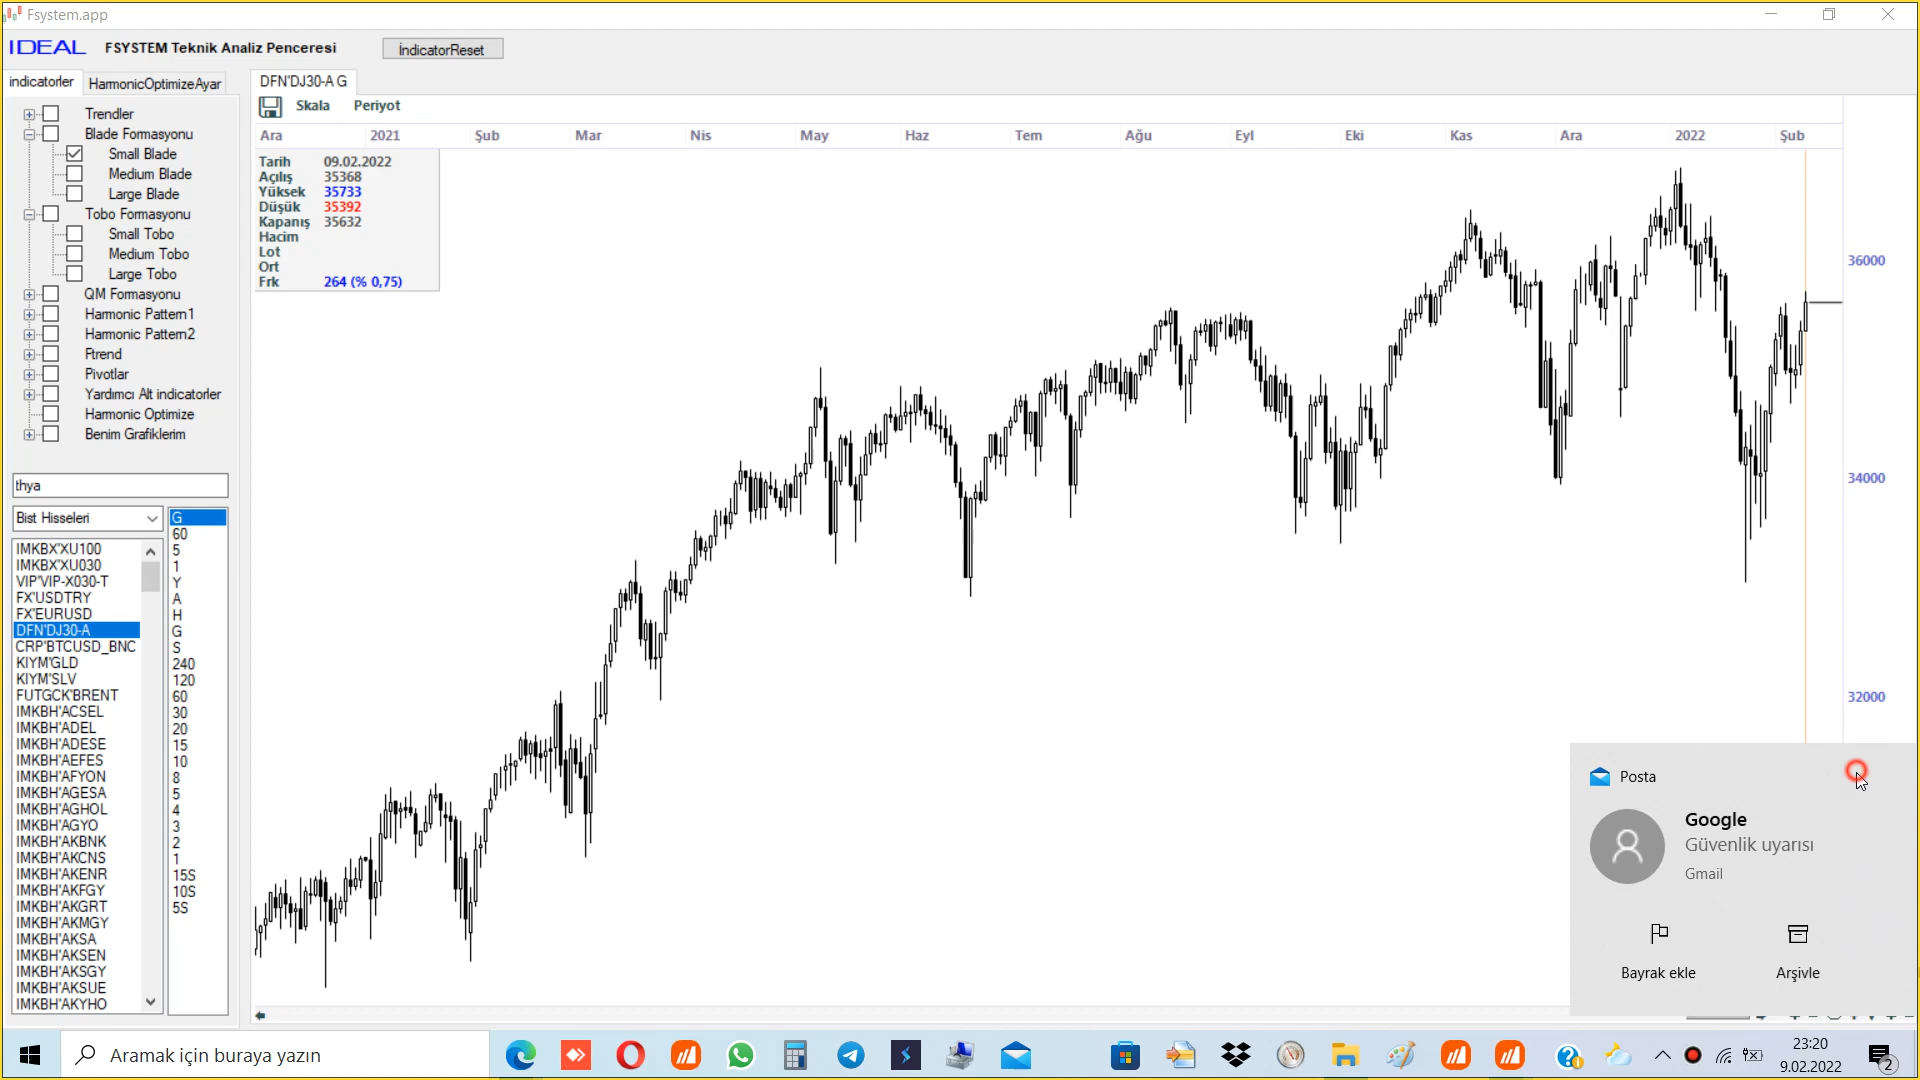 Fsystem.app
IDEAL FSYSTEM Teknik Analiz Penceresi İndicatorReset
indicatorler HarmonicOptimizeAyar
DFN'DJ30-A G
Skala Periyot
Ara 2021 Şub Mar Nis May Haz Tem Ağu Eyl Eki Kas Ara 2022 Şub
Tarih 09.02.2022
Açılış 35368
Yüksek 35733
Düşük 35392
Kapanış 35632
Hacim
Lot
Ort
Frk 264 (% 0,75)
Trendler
Blade Formasyonu
Small Blade
Medium Blade
Large Blade
Tobo Formasyonu
Small Tobo
Medium Tobo
Large Tobo
QM Formasyonu
Harmonic Pattern1
Harmonic Pattern2
Ftrend
Pivotlar
Yardımcı Alt indicatorler
Harmonic Optimize
Benim Grafiklerim
thya
Bist Hisseleri
IMKBX'XU100
IMKBX'XU030
VIP'VIP-X030-T
FX'USDTRY
FX'EURUSD
DFN'DJ30-A
CRP'BTCUSD_BNC
KIYM'GLD
KIYM'SLV
FUTGCK'BRENT
IMKBH'ACSEL
IMKBH'ADEL
IMKBH'ADESE
IMKBH'AEFES
IMKBH'AFYON
IMKBH'AGESA
IMKBH'AGHOL
IMKBH'AGYO
IMKBH'AKBNK
IMKBH'AKCNS
IMKBH'AKENR
IMKBH'AKFGY
IMKBH'AKGRT
IMKBH'AKMGY
IMKBH'AKSA
IMKBH'AKSEN
IMKBH'AKSGY
IMKBH'AKSUE
IMKBH'AKYHO
G
60
5
1
Y
A
H
G
S
240
120
60
30
20
15
10
8
5
4
3
2
1
15S
10S
5S
36000
34000
32000
Posta
Google
Güvenlik uyarısı
Gmail
Bayrak ekle Arşivle
Aramak için buraya yazın
23:20
9.02.2022
2